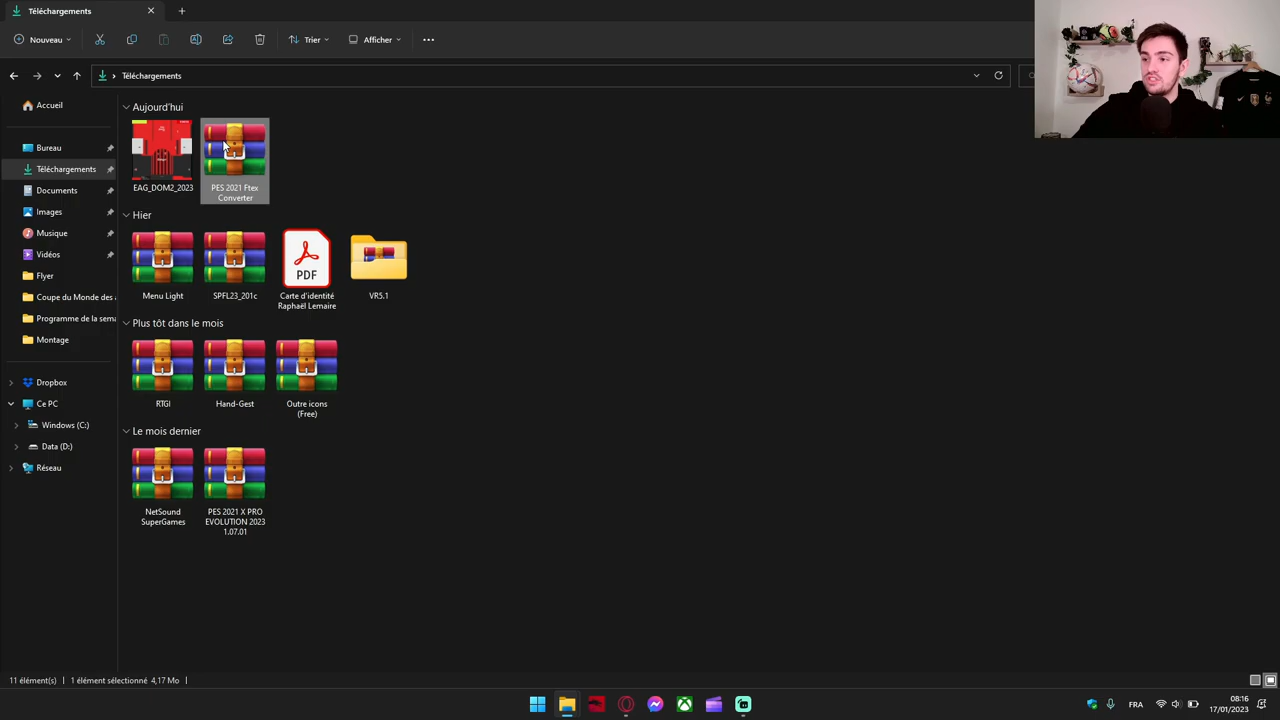 Téléchargements
Nouveau
Trier
Afficher
Téléchargements
Accueil
Bureau
Téléchargements
Documents
Images
Musique
Vidéos
Flyer
Coupe du Monde des
Programme de la sema
Montage
Dropbox
Ce PC
Windows (C:)
Data (D:)
Réseau
Aujourd'hui
EAG_DOM2_2023
PES 2021 Ftex
Converter
Hier
Menu Light
SPFL23_201c
PDF
Carte d'identité
Raphaël Lemaire
VR5.1
Plus tôt dans le mois
RTGI
Hand-Gest
Outre icons
(Free)
Le mois dernier
NetSound
SuperGames
PES 2021 X PRO
EVOLUTION 2023
1.07.01
11 élément(s)
1 élément sélectionné 4,17 Mo
FRA
08:16
17/01/2023